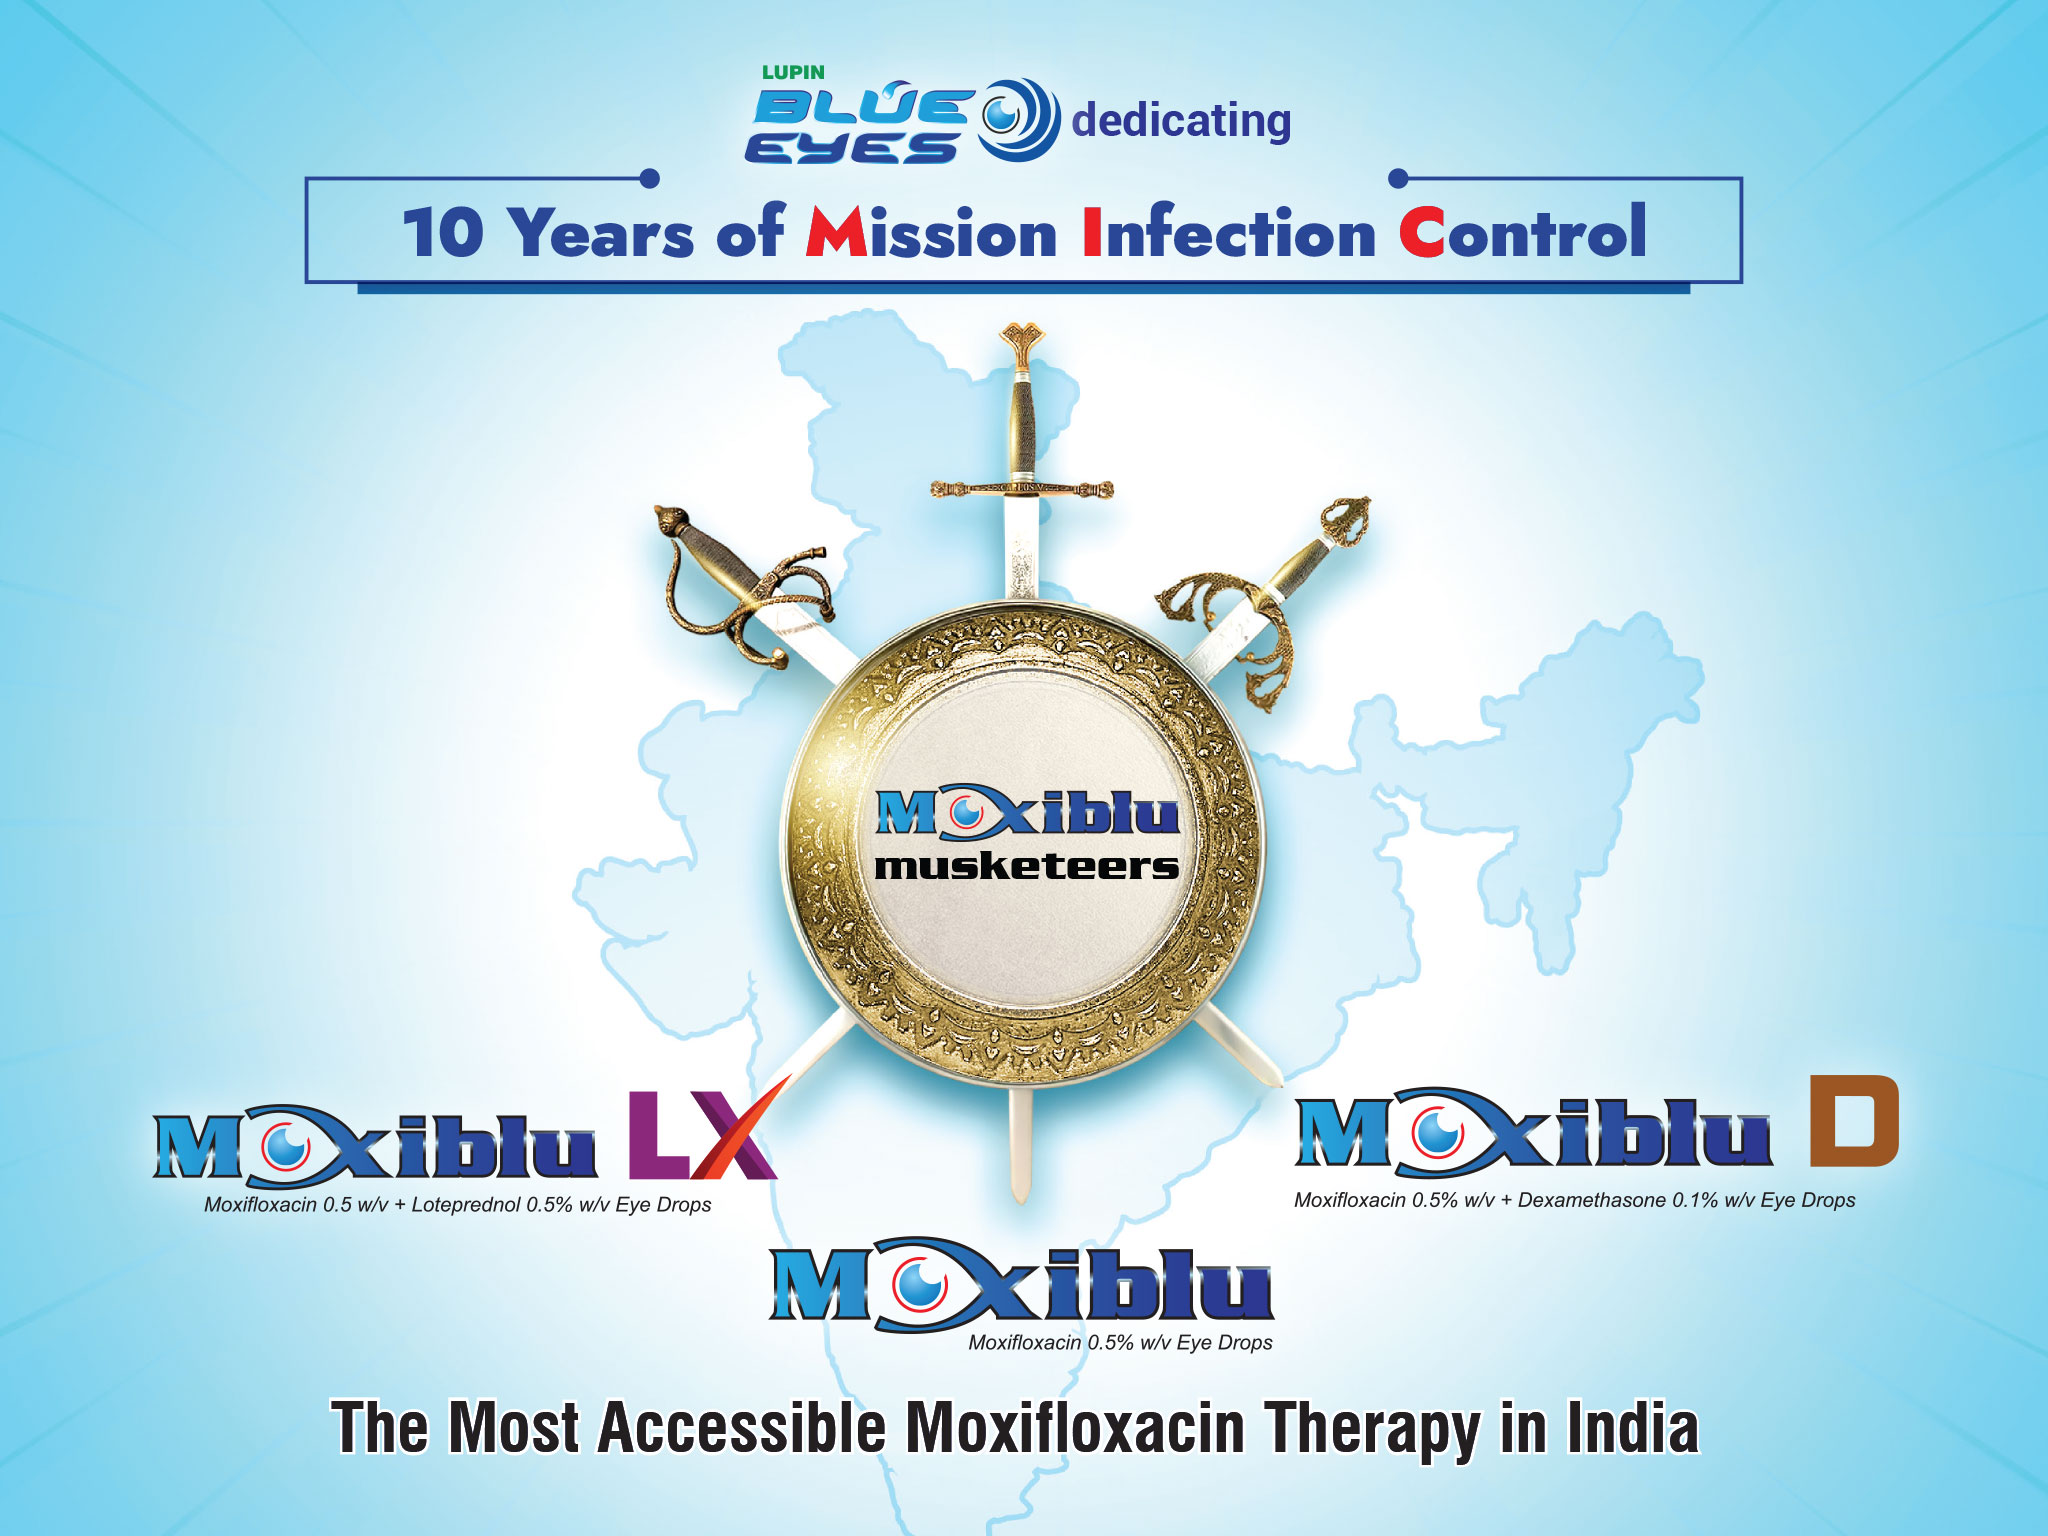 LUPIN
BLUE
EYES
dedicating
10 Years of Mission Infection Control
CARLOS V
Moxiblu
musketeers
Moxiblu LX
Moxifloxacin 0.5 w/v + Loteprednol 0.5% w/v Eye Drops
Moxiblu D
Moxifloxacin 0.5% w/v + Dexamethasone 0.1% w/v Eye Drops
Moxiblu
Moxifloxacin 0.5% w/v Eye Drops
The Most Accessible Moxifloxacin Therapy in India